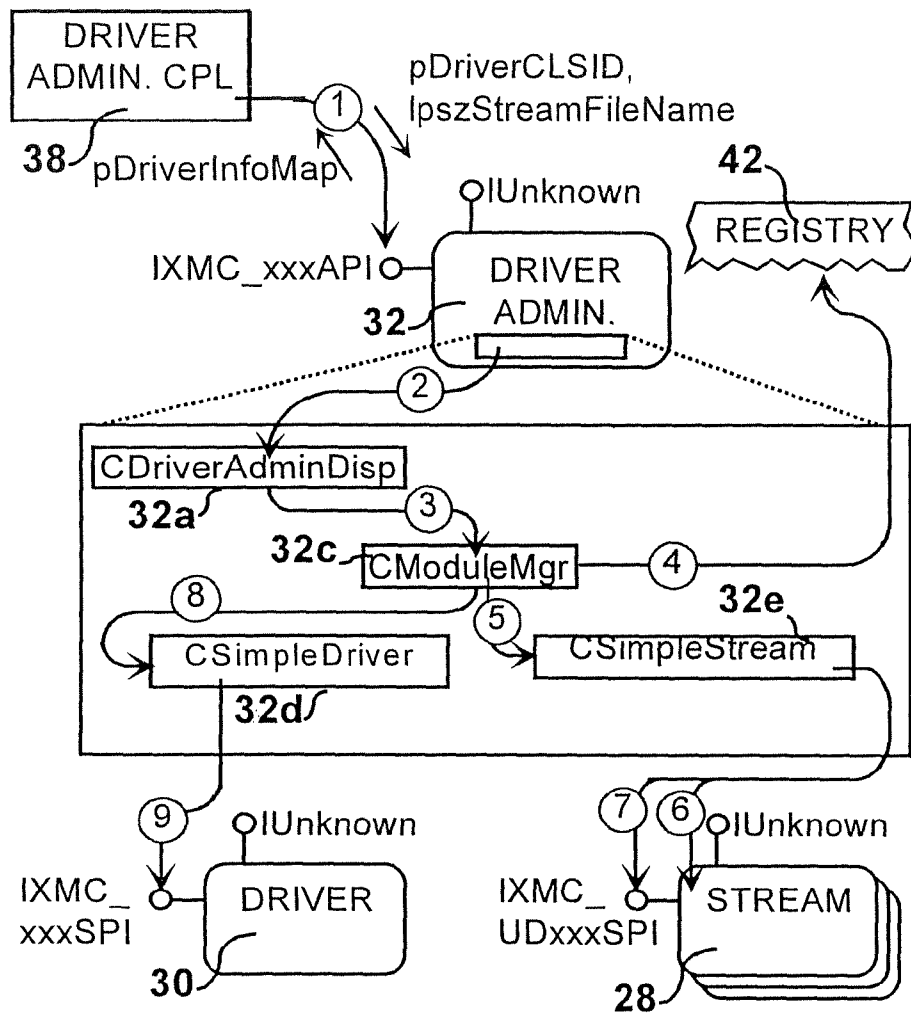 DRIVER
ADMIN. CPL
38
1
pDriverCLSID,
lpszStreamFileName
pDriverInfoMap
42
REGISTRY
IUnknown
IXMC_xxxAPI
DRIVER
ADMIN.
32
2
CDriverAdminDisp
32a
3
32c
CModuleMgr
4
8
5
32e
CSimpleDriver
CSimpleStream
32d
9
7
6
IUnknown
IUnknown
IXMC_
xxxSPI
DRIVER
30
IXMC_
UDxxxSPI
STREAM
28